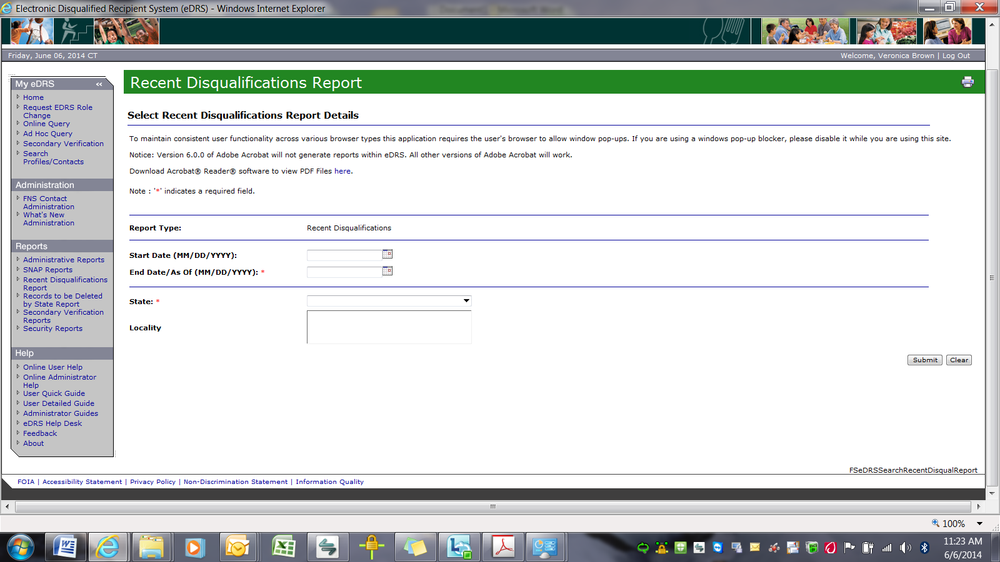 Electronic Disqualified Recipient System (eDRS) - Windows Internet Explorer
Friday, June 06, 2014 CT
Welcome, Veronica Brown | Log Out
My eDRS
Home
Request EDRS Role
Change
Online Query
Ad Hoc Query
Secondary Verification
Search
Profiles/Contacts
Administration
FNS Contact
Administration
What's New
Administration
Reports
Administrative Reports
SNAP Reports
Recent Disqualifications
Report
Records to be Deleted
by State Report
Secondary Verification
Reports
Security Reports
Help
Online User Help
Online Administrator
Help
User Quick Guide
User Detailed Guide
Administrator Guides
eDRS Help Desk
Feedback
About
Recent Disqualifications Report
Select Recent Disqualifications Report Details
To maintain consistent user functionality across various browser types this application requires the user's browser to allow window pop-ups. If you are using a windows pop-up blocker, please disable it while you are using this site.
Notice: Version 6.0.0 of Adobe Acrobat will not generate reports within eDRS. All other versions of Adobe Acrobat will work.
Download Acrobat® Reader® software to view PDF Files here.
Note : '*' indicates a required field.
Report Type: Recent Disqualifications
Start Date (MM/DD/YYYY):
End Date/As Of (MM/DD/YYYY): *
State: *
Locality
Submit Clear
FSeDRSSearchRecentDisqualReport
FOIA | Accessibility Statement | Privacy Policy | Non-Discrimination Statement | Information Quality
100%
11:23 AM
6/6/2014